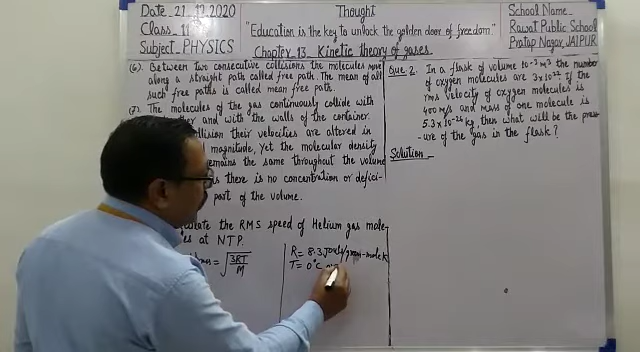 Date 21.12.2020
Class 11
Subject PHYSICS
Thought
"Education is the key to unlock the golden door of freedom"
Chapter 13 Kinetic theory of gases
School Name
Rawat Public School
Pratap Nagar, JAIPUR
(6). Between two consecutive collisions the molecules move
along a straight path called free path. The mean of all
such free paths is called mean free path.
(7). The molecules of the gas continuously collide with
and with the walls of the container.
their velocities are altered in
magnitude, yet the molecular density
remains the same throughout the volume
there is no concentration or defici-
part of the volume.
the RMS speed of Helium gas mole-
at NTP.
= √3RT/M
R = 8.3 Joule/gram-mole K
T = 0°C
Que. 2. In a flask of volume 10⁻³ m³ the number
of oxygen molecules are 3×10²² if the
rms velocity of oxygen molecules is
400 m/s and mass of one molecule is
5.3×10⁻²⁶ kg, then what will be the press
-ure of the gas in the flask?
Solution -